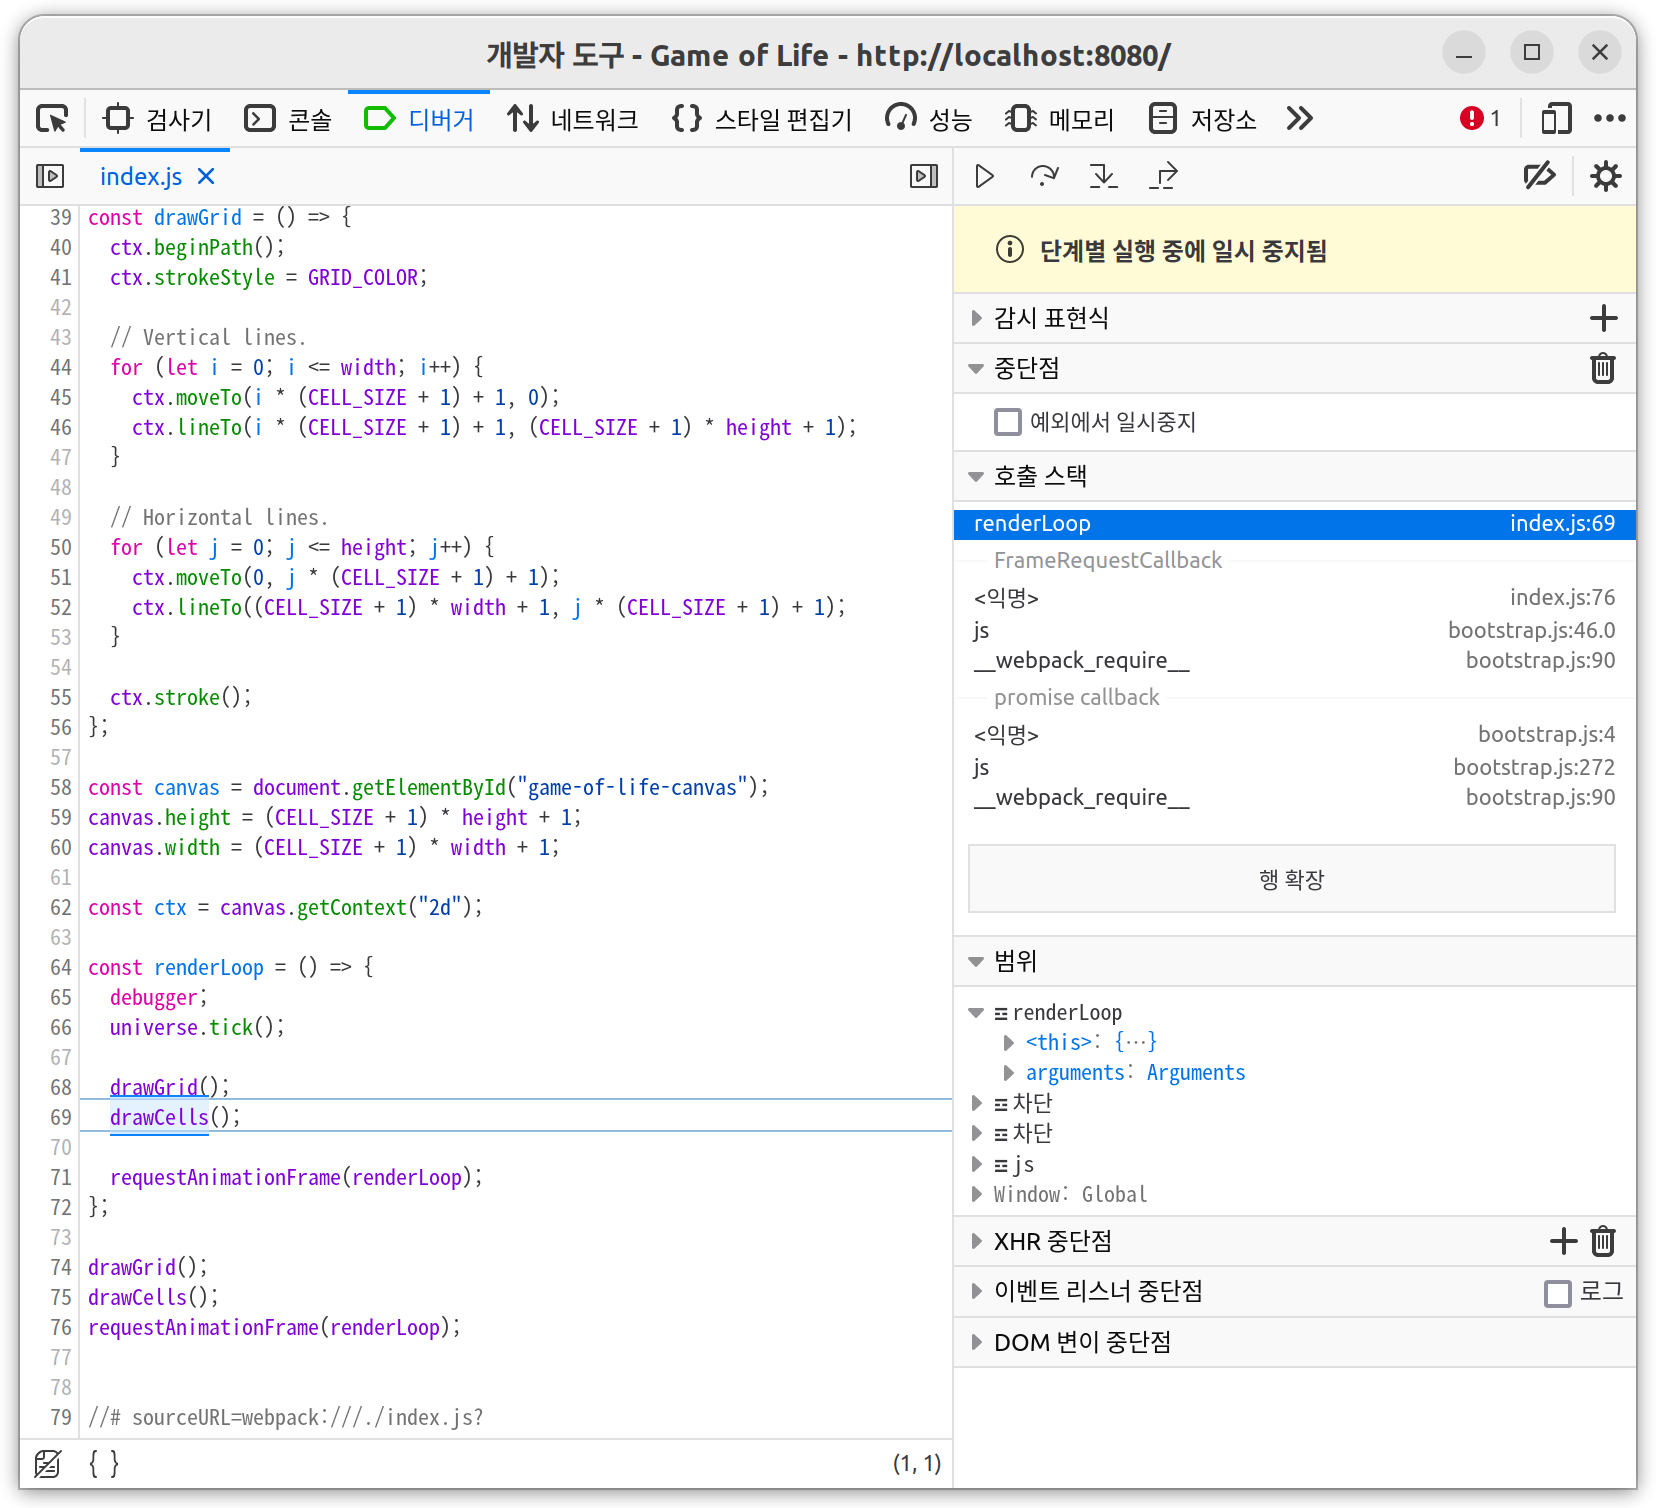 개발자 도구 - Game of Life - http://localhost:8080/
검사기 콘솔 디버거 네트워크 스타일 편집기 성능 메모리 저장소 1
index.js
39 const drawGrid = () => {
40   ctx.beginPath();
41   ctx.strokeStyle = GRID_COLOR;
42
43   // Vertical lines.
44   for (let i = 0; i <= width; i++) {
45     ctx.moveTo(i * (CELL_SIZE + 1) + 1, 0);
46     ctx.lineTo(i * (CELL_SIZE + 1) + 1, (CELL_SIZE + 1) * height + 1);
47   }
48
49   // Horizontal lines.
50   for (let j = 0; j <= height; j++) {
51     ctx.moveTo(0, j * (CELL_SIZE + 1) + 1);
52     ctx.lineTo((CELL_SIZE + 1) * width + 1, j * (CELL_SIZE + 1) + 1);
53   }
54
55   ctx.stroke();
56 };
57
58 const canvas = document.getElementById("game-of-life-canvas");
59 canvas.height = (CELL_SIZE + 1) * height + 1;
60 canvas.width = (CELL_SIZE + 1) * width + 1;
61
62 const ctx = canvas.getContext("2d");
63
64 const renderLoop = () => {
65   debugger;
66   universe.tick();
67
68   drawGrid();
69   drawCells();
70
71   requestAnimationFrame(renderLoop);
72 };
73
74 drawGrid();
75 drawCells();
76 requestAnimationFrame(renderLoop);
77
78
79 //# sourceURL=webpack:///./index.js?
{ } (1, 1)
단계별 실행 중에 일시 중지됨
감시 표현식
중단점
예외에서 일시중지
호출 스택
renderLoop index.js:69
FrameRequestCallback
<익명> index.js:76
js bootstrap.js:46.0
__webpack_require__ bootstrap.js:90
promise callback
<익명> bootstrap.js:4
js bootstrap.js:272
__webpack_require__ bootstrap.js:90
행 확장
범위
renderLoop
<this>: {…}
arguments: Arguments
차단
차단
js
Window: Global
XHR 중단점
이벤트 리스너 중단점 로그
DOM 변이 중단점